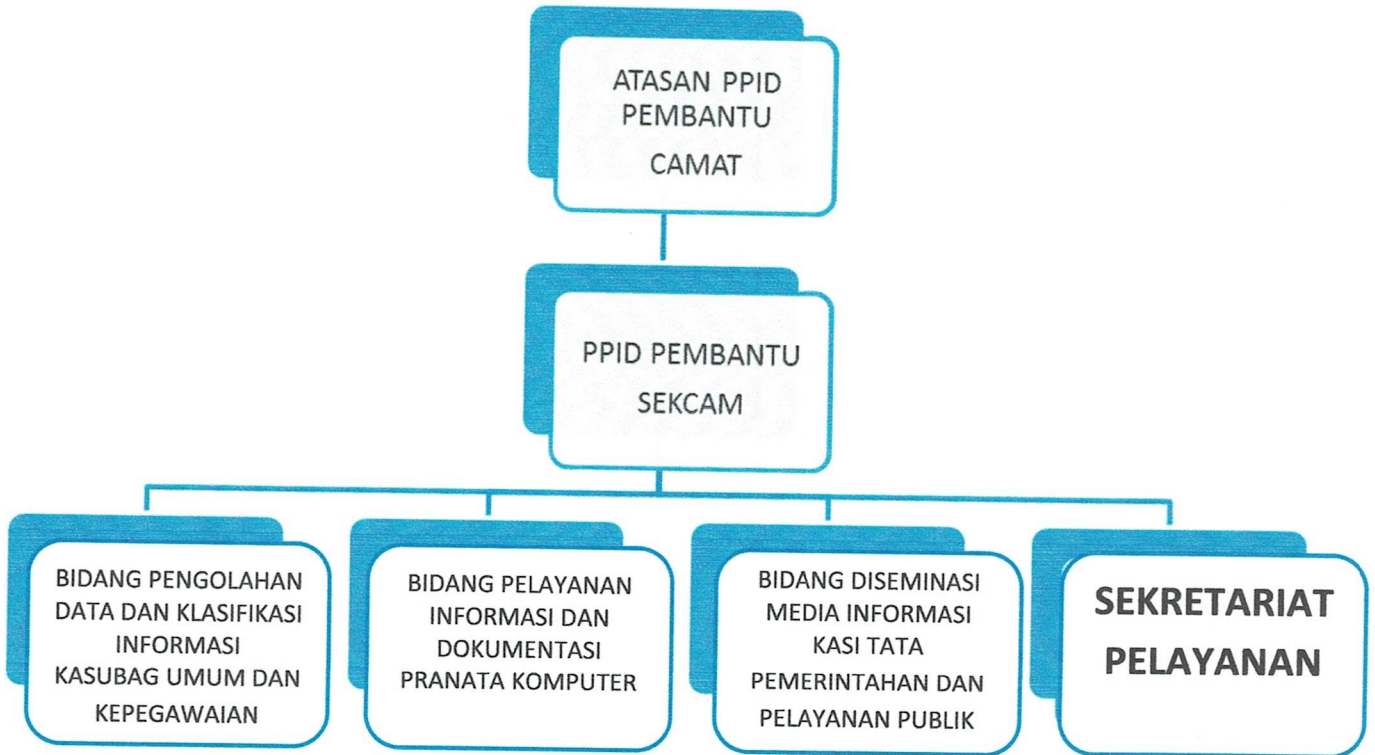 ATASAN PPID
PEMBANTU
CAMAT
PPID PEMBANTU
SEKCAM
BIDANG PENGOLAHAN
DATA DAN KLASIFIKASI
INFORMASI
KASUBAG UMUM DAN
KEPEGAWAIAN
BIDANG PELAYANAN
INFORMASI DAN
DOKUMENTASI
PRANATA KOMPUTER
BIDANG DISEMINASI
MEDIA INFORMASI
KASI TATA
PEMERINTAHAN DAN
PELAYANAN PUBLIK
SEKRETARIAT
PELAYANAN